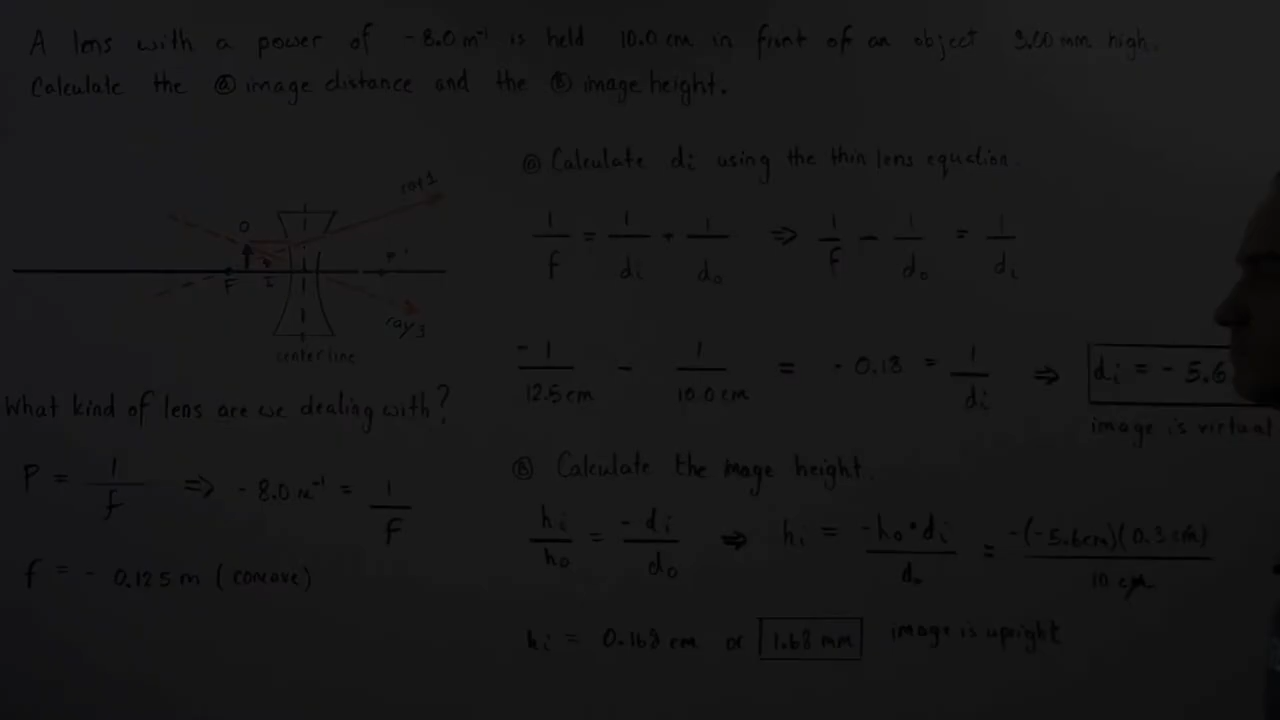 A lens with a power of -8.0 m⁻¹ is held 10.0 cm in front of an object 3.00 mm high.
Calculate the ⓐ image distance and the ⓑ image height.
ray 1
O
F
I
F'
ray 3
center line
What kind of lens are we dealing with?
P = 1/f ⇒ -8.0 m⁻¹ = 1/f
f = - 0.125 m (concave)
ⓐ Calculate di using the thin lens equation.
1/f = 1/di + 1/do ⇒ 1/f - 1/do = 1/di
-1/12.5 cm - 1/10.0 cm = - 0.18 = 1/di ⇒ di = - 5.6
image is virtual
ⓑ Calculate the mage height.
hi/ho = -di/do ⇒ hi = -ho • di/do = -(-5.6cm)(0.3cm)/10 cm
hi = 0.168 cm or 1.68 mm image is upright